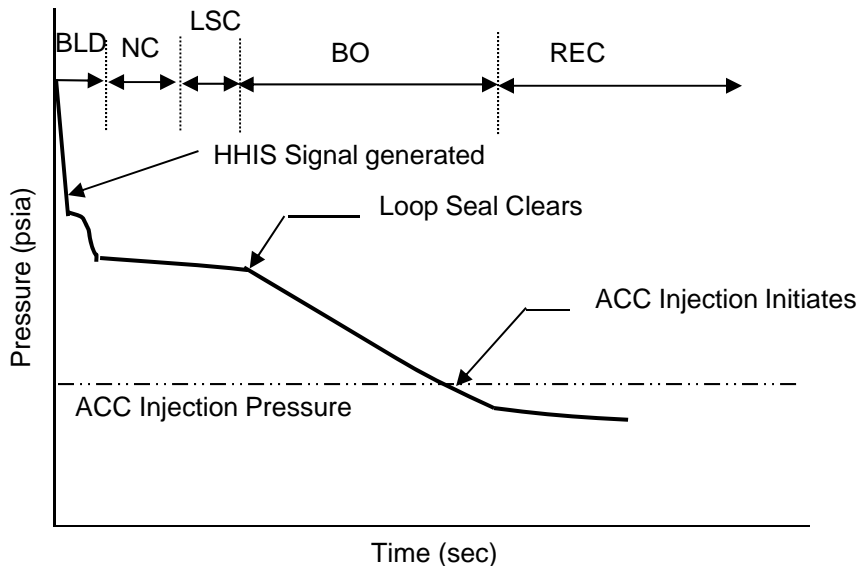 LSC
BLD
NC
BO
REC
HHIS Signal generated
Loop Seal Clears
ACC Injection Initiates
ACC Injection Pressure
Pressure (psia)
Time (sec)